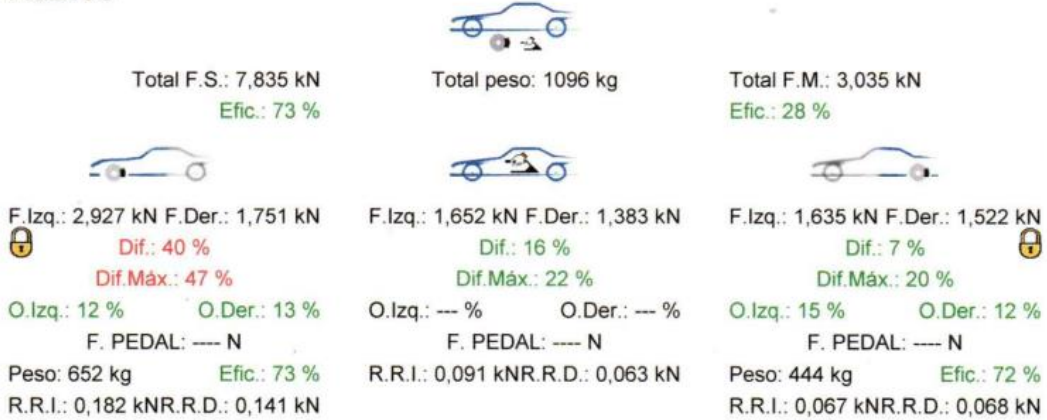 Total F.S.: 7,835 kN Total peso: 1096 kg Total F.M.: 3,035 kN
Efic.: 73 % Efic.: 28 %
F.Izq.: 2,927 kN F.Der.: 1,751 kN F.Izq.: 1,652 kN F.Der.: 1,383 kN F.Izq.: 1,635 kN F.Der.: 1,522 kN
Dif.: 40 % Dif.: 16 % Dif.: 7 %
Dif.Máx.: 47 % Dif.Máx.: 22 % Dif.Máx.: 20 %
O.Izq.: 12 % O.Der.: 13 % O.Izq.: --- % O.Der.: --- % O.Izq.: 15 % O.Der.: 12 %
F. PEDAL: ---- N F. PEDAL: ---- N F. PEDAL: ---- N
Peso: 652 kg Efic.: 73 % R.R.I.: 0,091 kNR.R.D.: 0,063 kN Peso: 444 kg Efic.: 72 %
R.R.I.: 0,182 kNR.R.D.: 0,141 kN R.R.I.: 0,067 kNR.R.D.: 0,068 kN